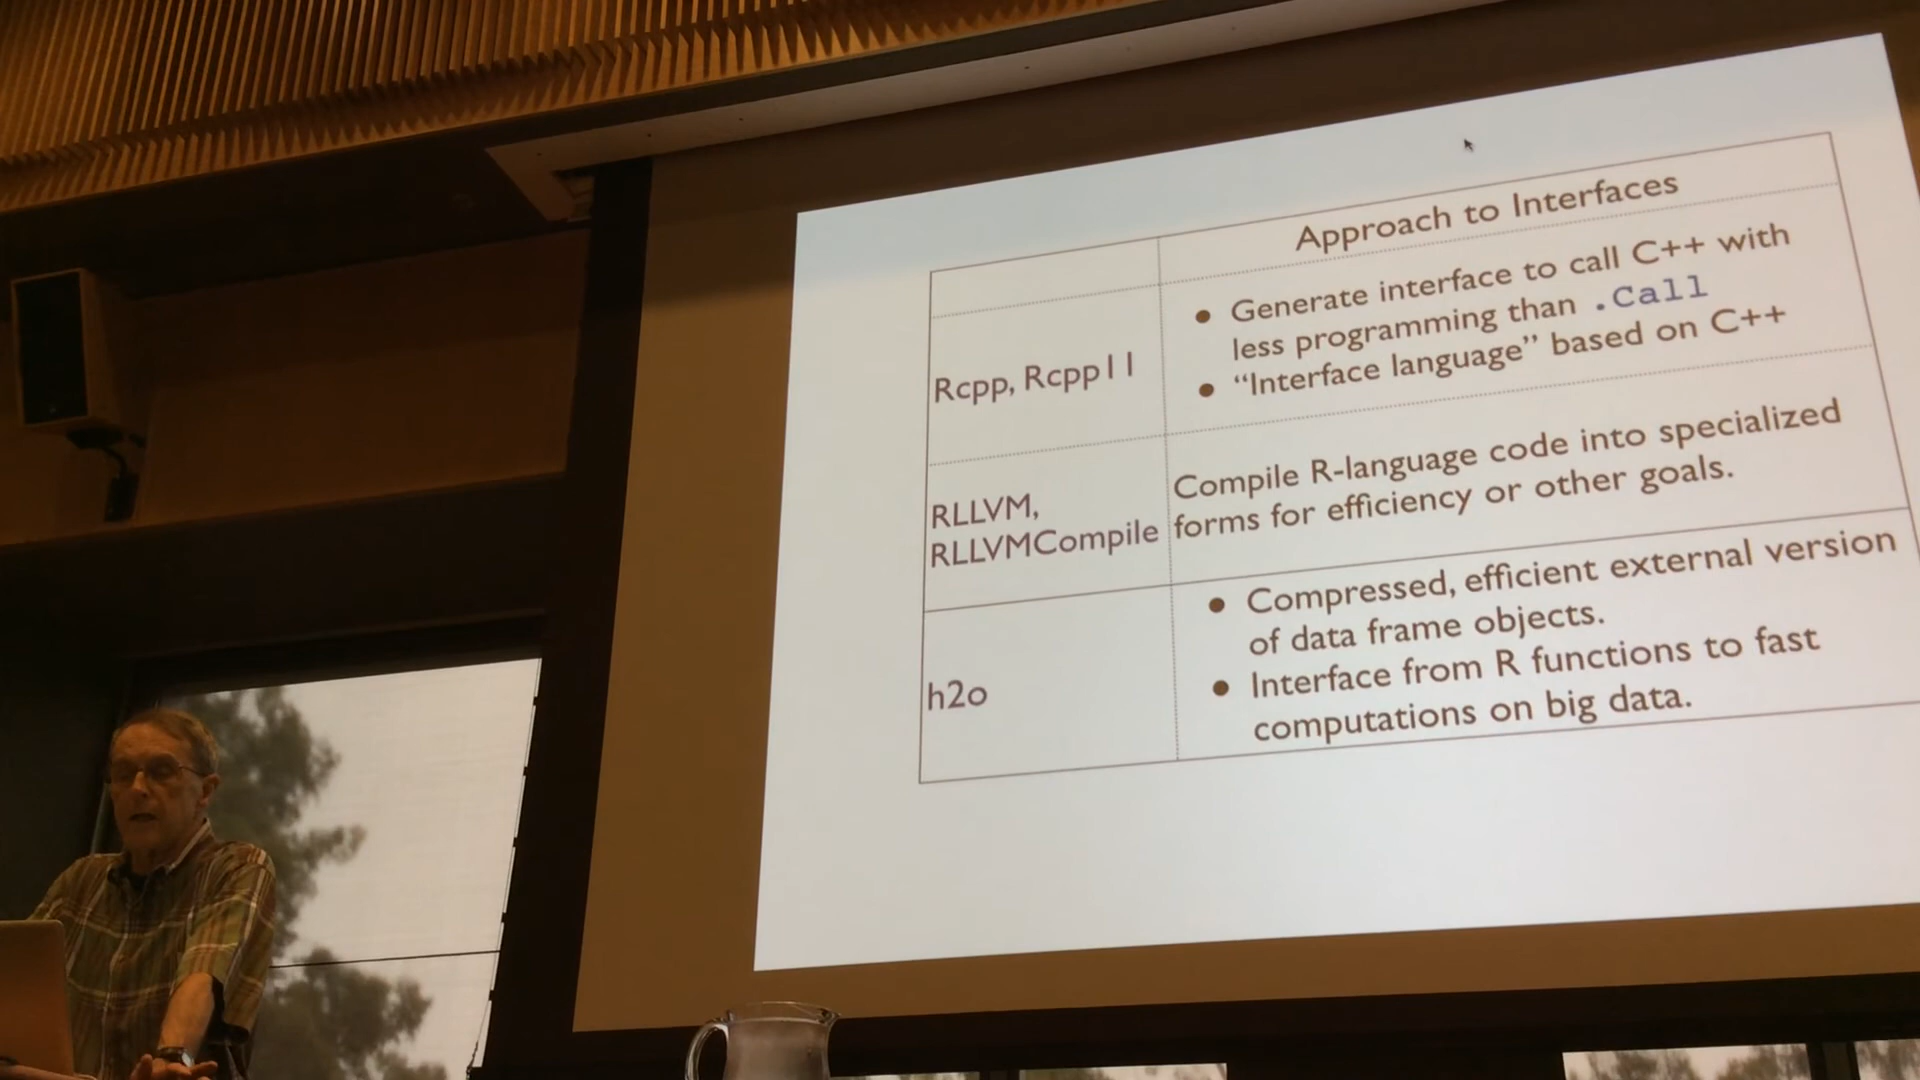 Approach to Interfaces
Rcpp, Rcpp11
• Generate interface to call C++ with
less programming than .Call
• “Interface language” based on C++
RLLVM,
RLLVMCompile
Compile R-language code into specialized
forms for efficiency or other goals.
h2o
• Compressed, efficient external version
of data frame objects.
• Interface from R functions to fast
computations on big data.